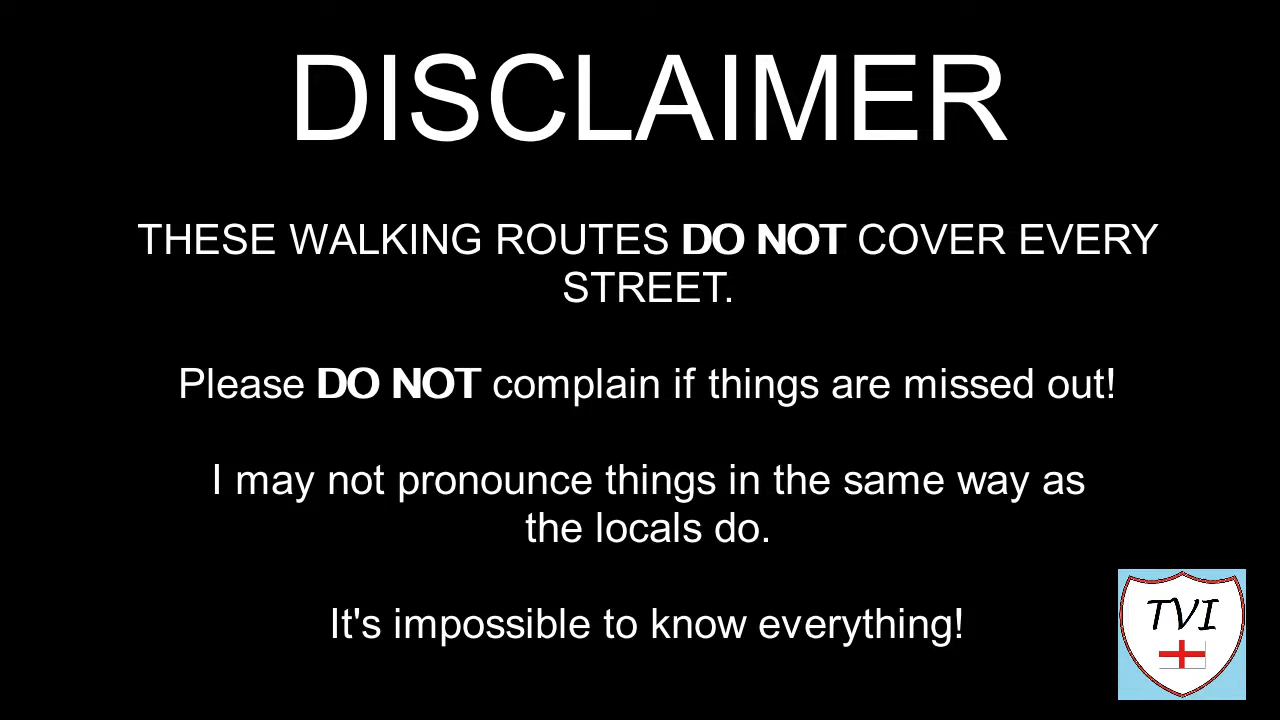 DISCLAIMER
THESE WALKING ROUTES DO NOT COVER EVERY
STREET.
Please DO NOT complain if things are missed out!
I may not pronounce things in the same way as
the locals do.
It's impossible to know everything!
TVI